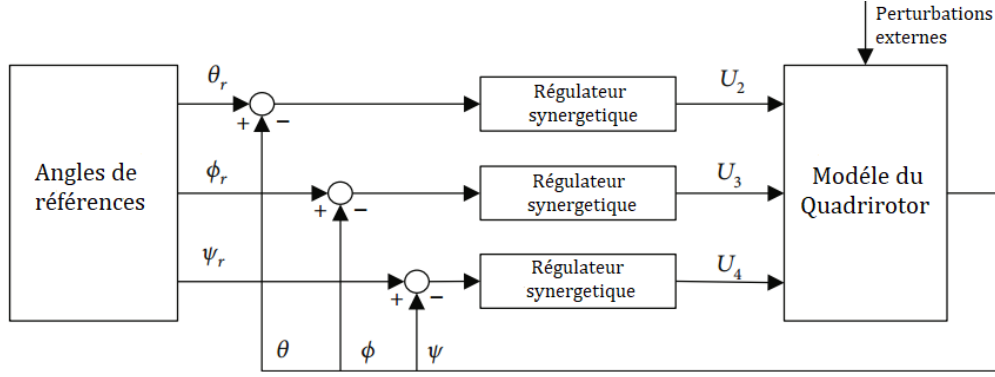 Perturbations
externes
θr
Régulateur
synergetique
U2
+
−
Angles de
références
ϕr
Régulateur
synergetique
U3
Modéle du
Quadrirotor
+
−
ψr
Régulateur
synergetique
U4
+
−
θ
ϕ
ψ